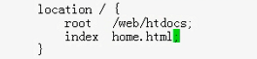 location / {
    root   /web/htdocs;
    index  home.html;
}